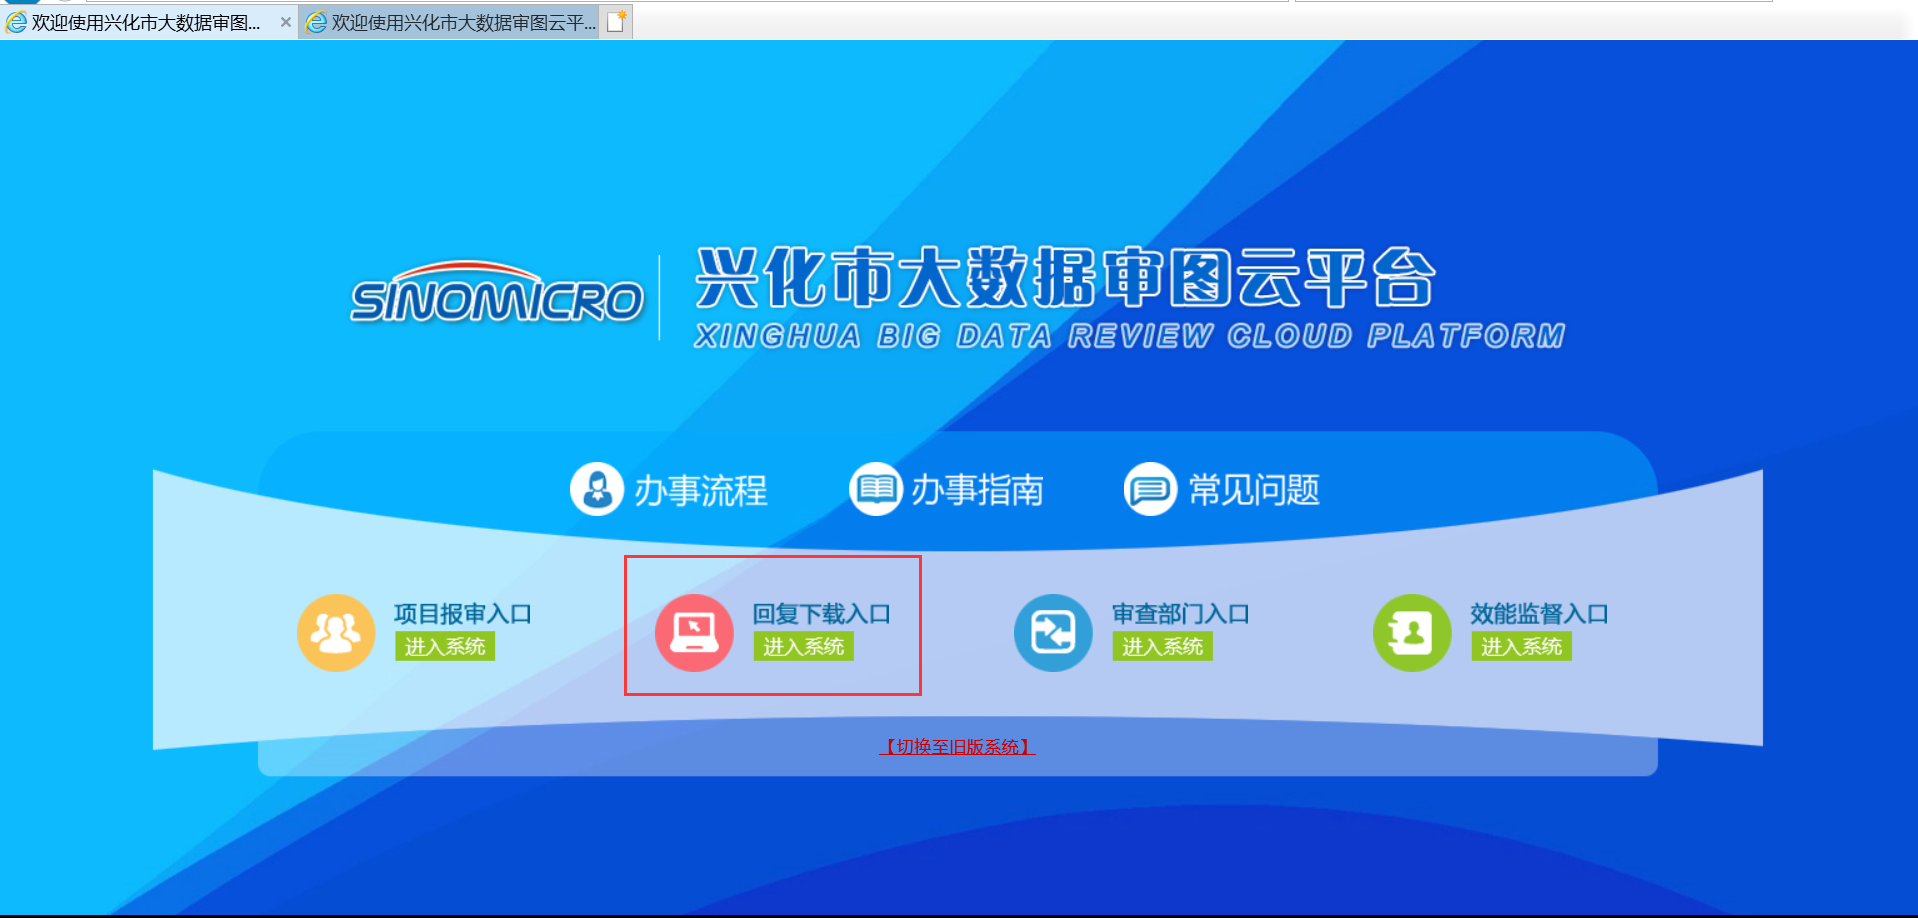 欢迎使用兴化市大数据审图...
欢迎使用兴化市大数据审图云平...
SINOMICRO
兴化市大数据审图云平台
XINGHUA BIG DATA REVIEW CLOUD PLATFORM
办事流程
办事指南
常见问题
项目报审入口
进入系统
回复下载入口
进入系统
审查部门入口
进入系统
效能监督入口
进入系统
【切换至旧版系统】